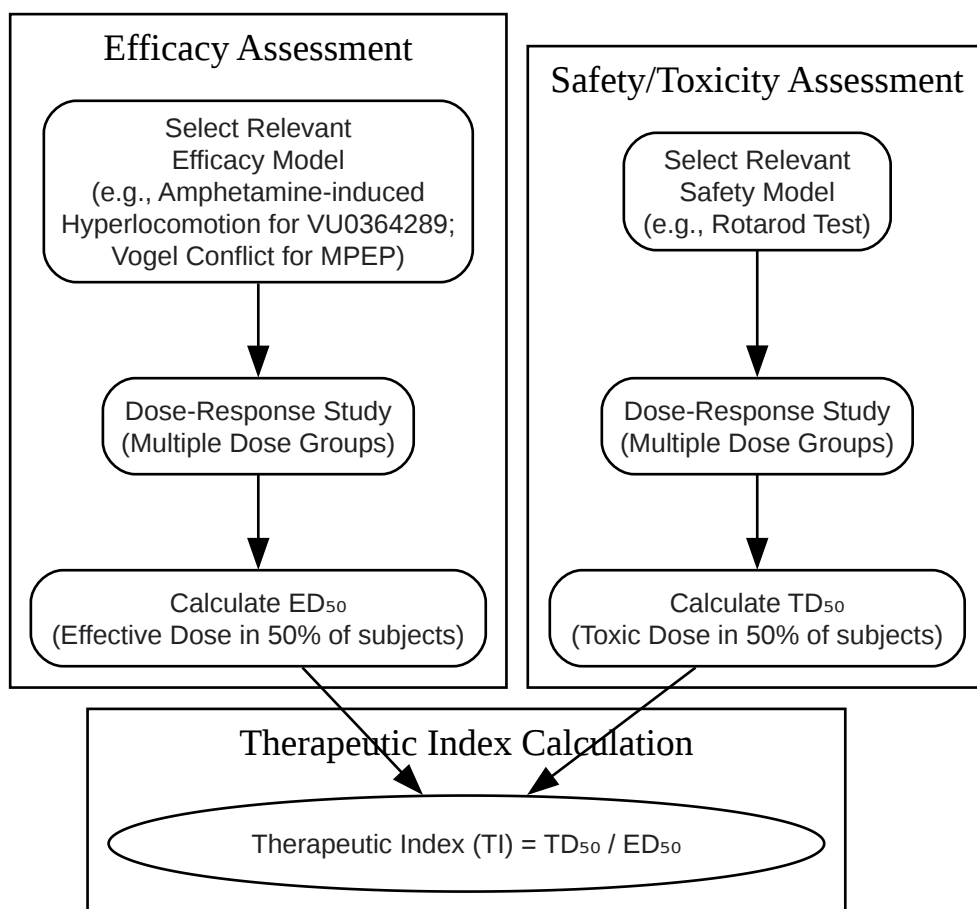 Efficacy Assessment
Select Relevant
Efficacy Model
(e.g., Amphetamine-induced
Hyperlocomotion for VU0364289;
Vogel Conflict for MPEP)
Dose-Response Study
(Multiple Dose Groups)
Calculate ED₅₀
(Effective Dose in 50% of subjects)
Safety/Toxicity Assessment
Select Relevant
Safety Model
(e.g., Rotarod Test)
Dose-Response Study
(Multiple Dose Groups)
Calculate TD₅₀
(Toxic Dose in 50% of subjects)
Therapeutic Index Calculation
Therapeutic Index (TI) = TD₅₀ / ED₅₀